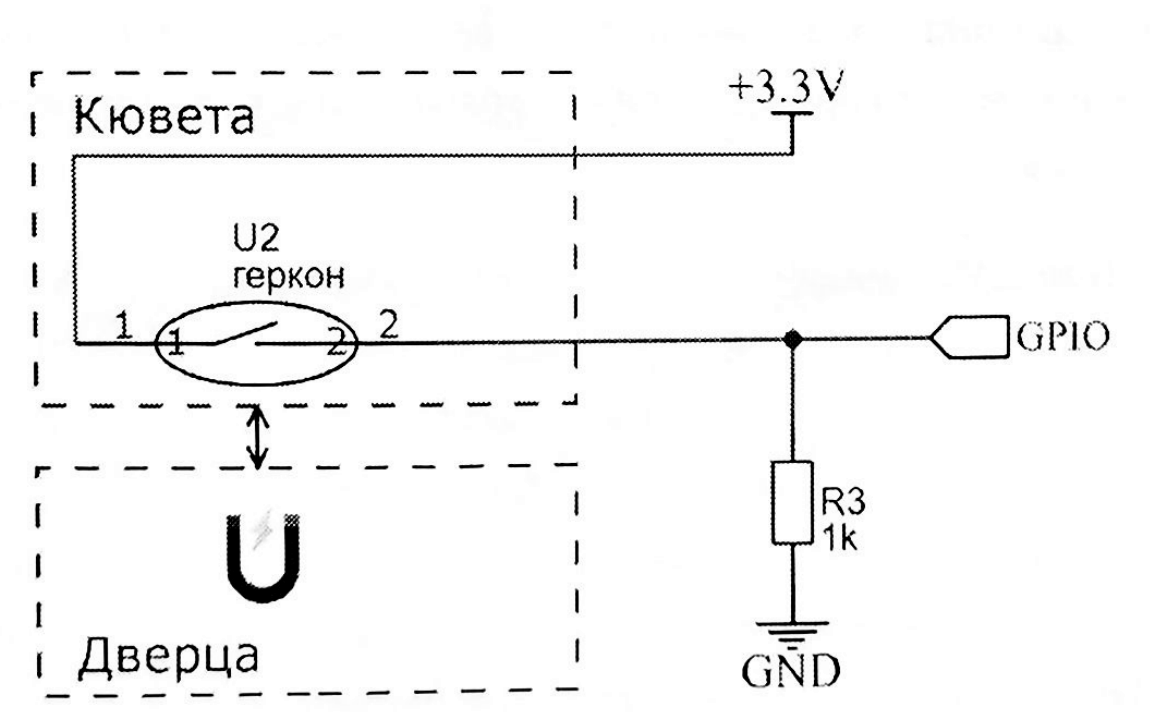 Кювета
+3.3V
U2
геркон
1 1 2 2
GPIO
R3
1k
GND
Дверца